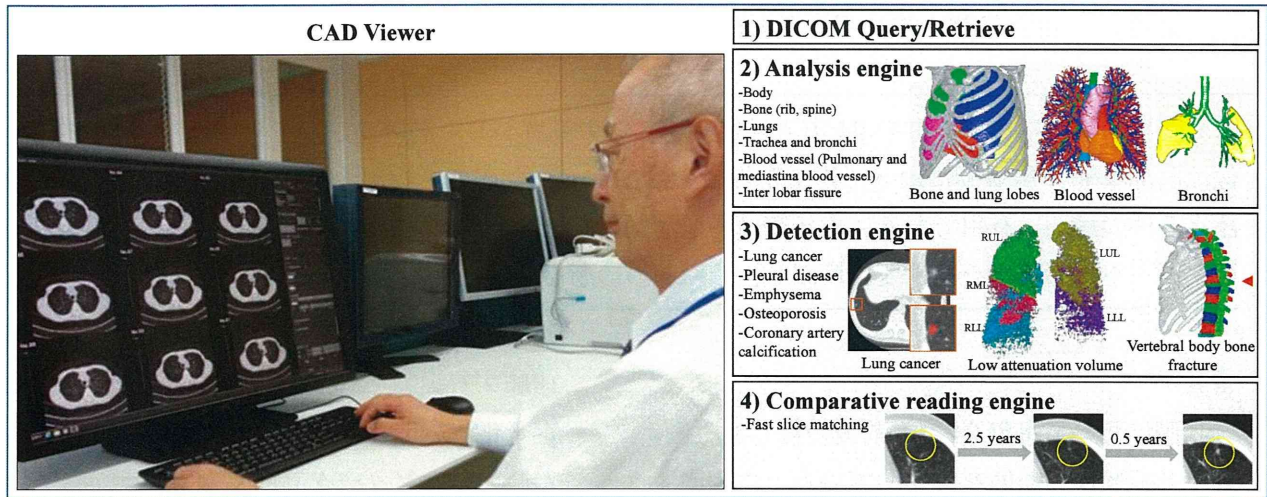 CAD Viewer
1) DICOM Query/Retrieve
2) Analysis engine
-Body
-Bone (rib, spine)
-Lungs
-Trachea and bronchi
-Blood vessel (Pulmonary and
mediastina blood vessel)
-Inter lobar fissure
Bone and lung lobes
Blood vessel
Bronchi
3) Detection engine
-Lung cancer
-Pleural disease
-Emphysema
-Osteoporosis
-Coronary artery
calcification
Lung cancer
RUL
LUL
RML
RLL
LLL
Low attenuation volume
Vertebral body bone
fracture
4) Comparative reading engine
-Fast slice matching
2.5 years
0.5 years